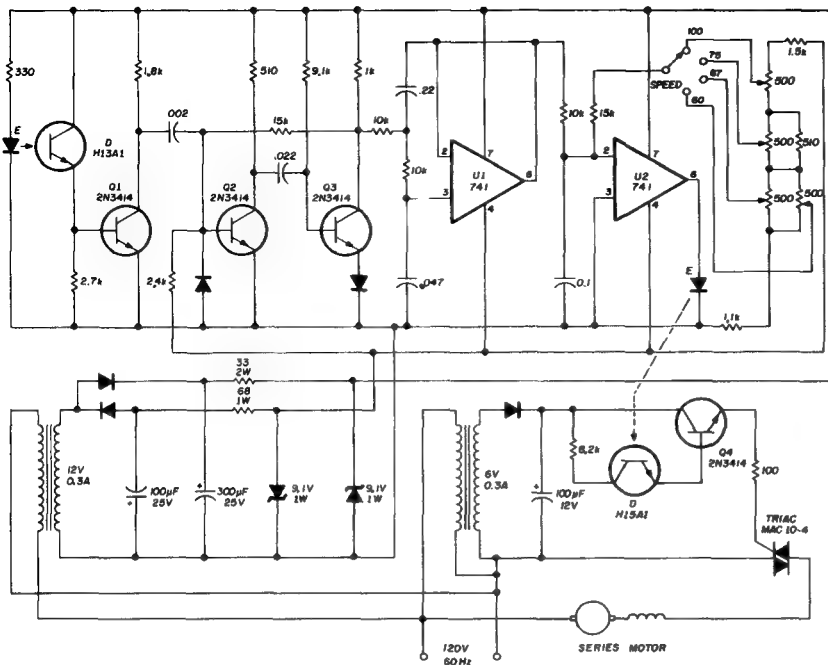 330
E
D
H13A1
1.8k
.002
Q1
2N3414
2.7k
2.4k
510
15k
Q2
2N3414
.022
9.1k
1k
Q3
2N3414
10k
.22
10k
.047
2
3
U1
741
7
4
6
10k
15k
0.1
2
3
U2
741
7
4
6
E
SPEED
100
75
67
60
1.5k
500
500
510
500
500
1.1k
33
2W
68
1W
12V
0.3A
100µF
25V
300µF
25V
9.1V
1W
9.1V
1W
6V
0.3A
100µF
12V
8.2k
D
H15A1
Q4
2N3414
100
TRIAC
MAC 10-4
SERIES MOTOR
120V
60Hz